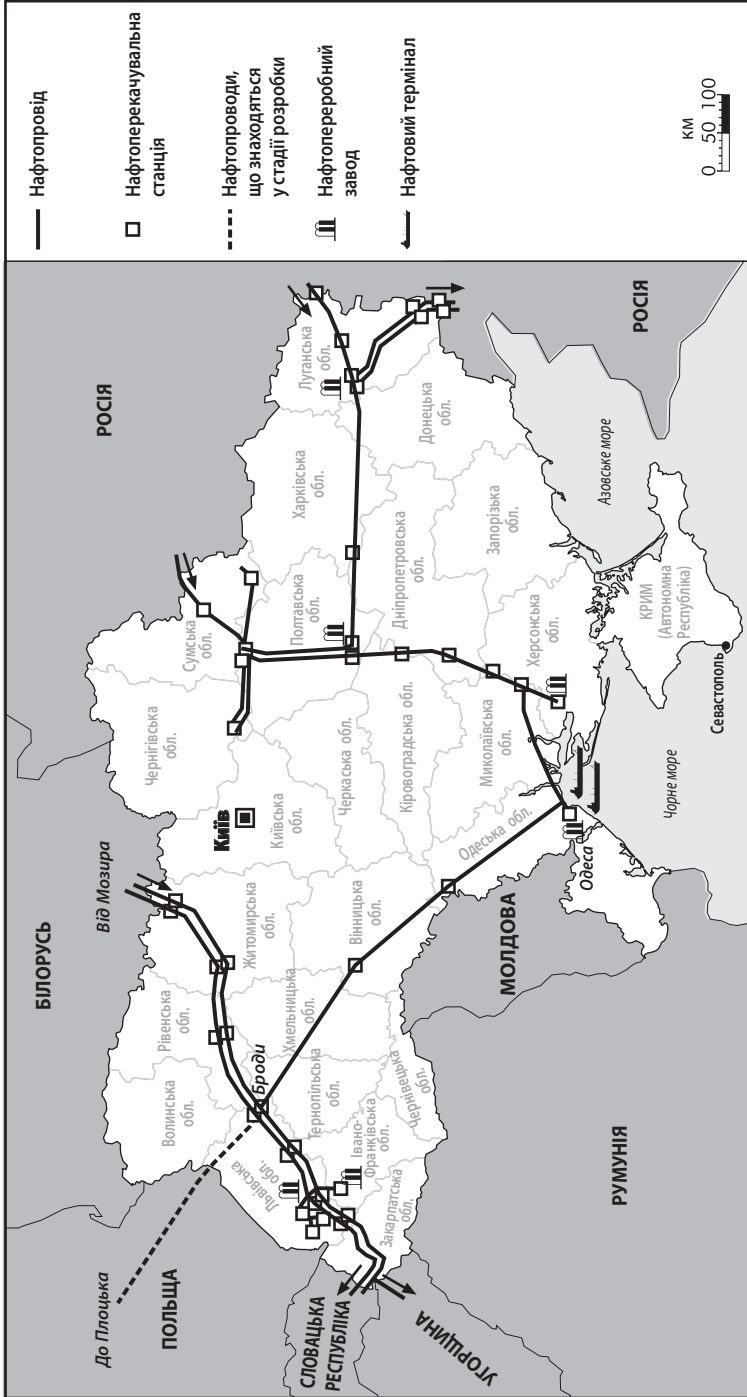 Нафтопровід
Нафтоперекачувальна
станція
Нафтопроводи,
що знаходяться
у стадії розробки
Нафтопереробний
завод
Нафтовий термінал
КМ
0 50 100
БІЛОРУСЬ
Від Мозира
РОСІЯ
До Плоцька
ПОЛЬЩА
СЛОВАЦЬКА
РЕСПУБЛІКА
УГОРЩИНА
РУМУНІЯ
МОЛДОВА
РОСІЯ
Волинська
обл.
Рівенська
обл.
Житомирська
обл.
Київ
Київська
обл.
Чернігівська
обл.
Сумська
обл.
Львівська
обл.
Броди
Тернопільська
обл.
Хмельницька
обл.
Вінницька
обл.
Черкаська обл.
Полтавська
обл.
Харківська
обл.
Луганська
обл.
Закарпатська
обл.
Івано-
Франківська
обл.
Чернівецька
обл.
Кіровоградська обл.
Дніпропетровська
обл.
Донецька
обл.
Одеська обл.
Миколаївська
обл.
Запорізька
обл.
Херсонська
обл.
Одеса
КРИМ
(Автономна
Республіка)
Севастополь
Чорне море
Азовське море